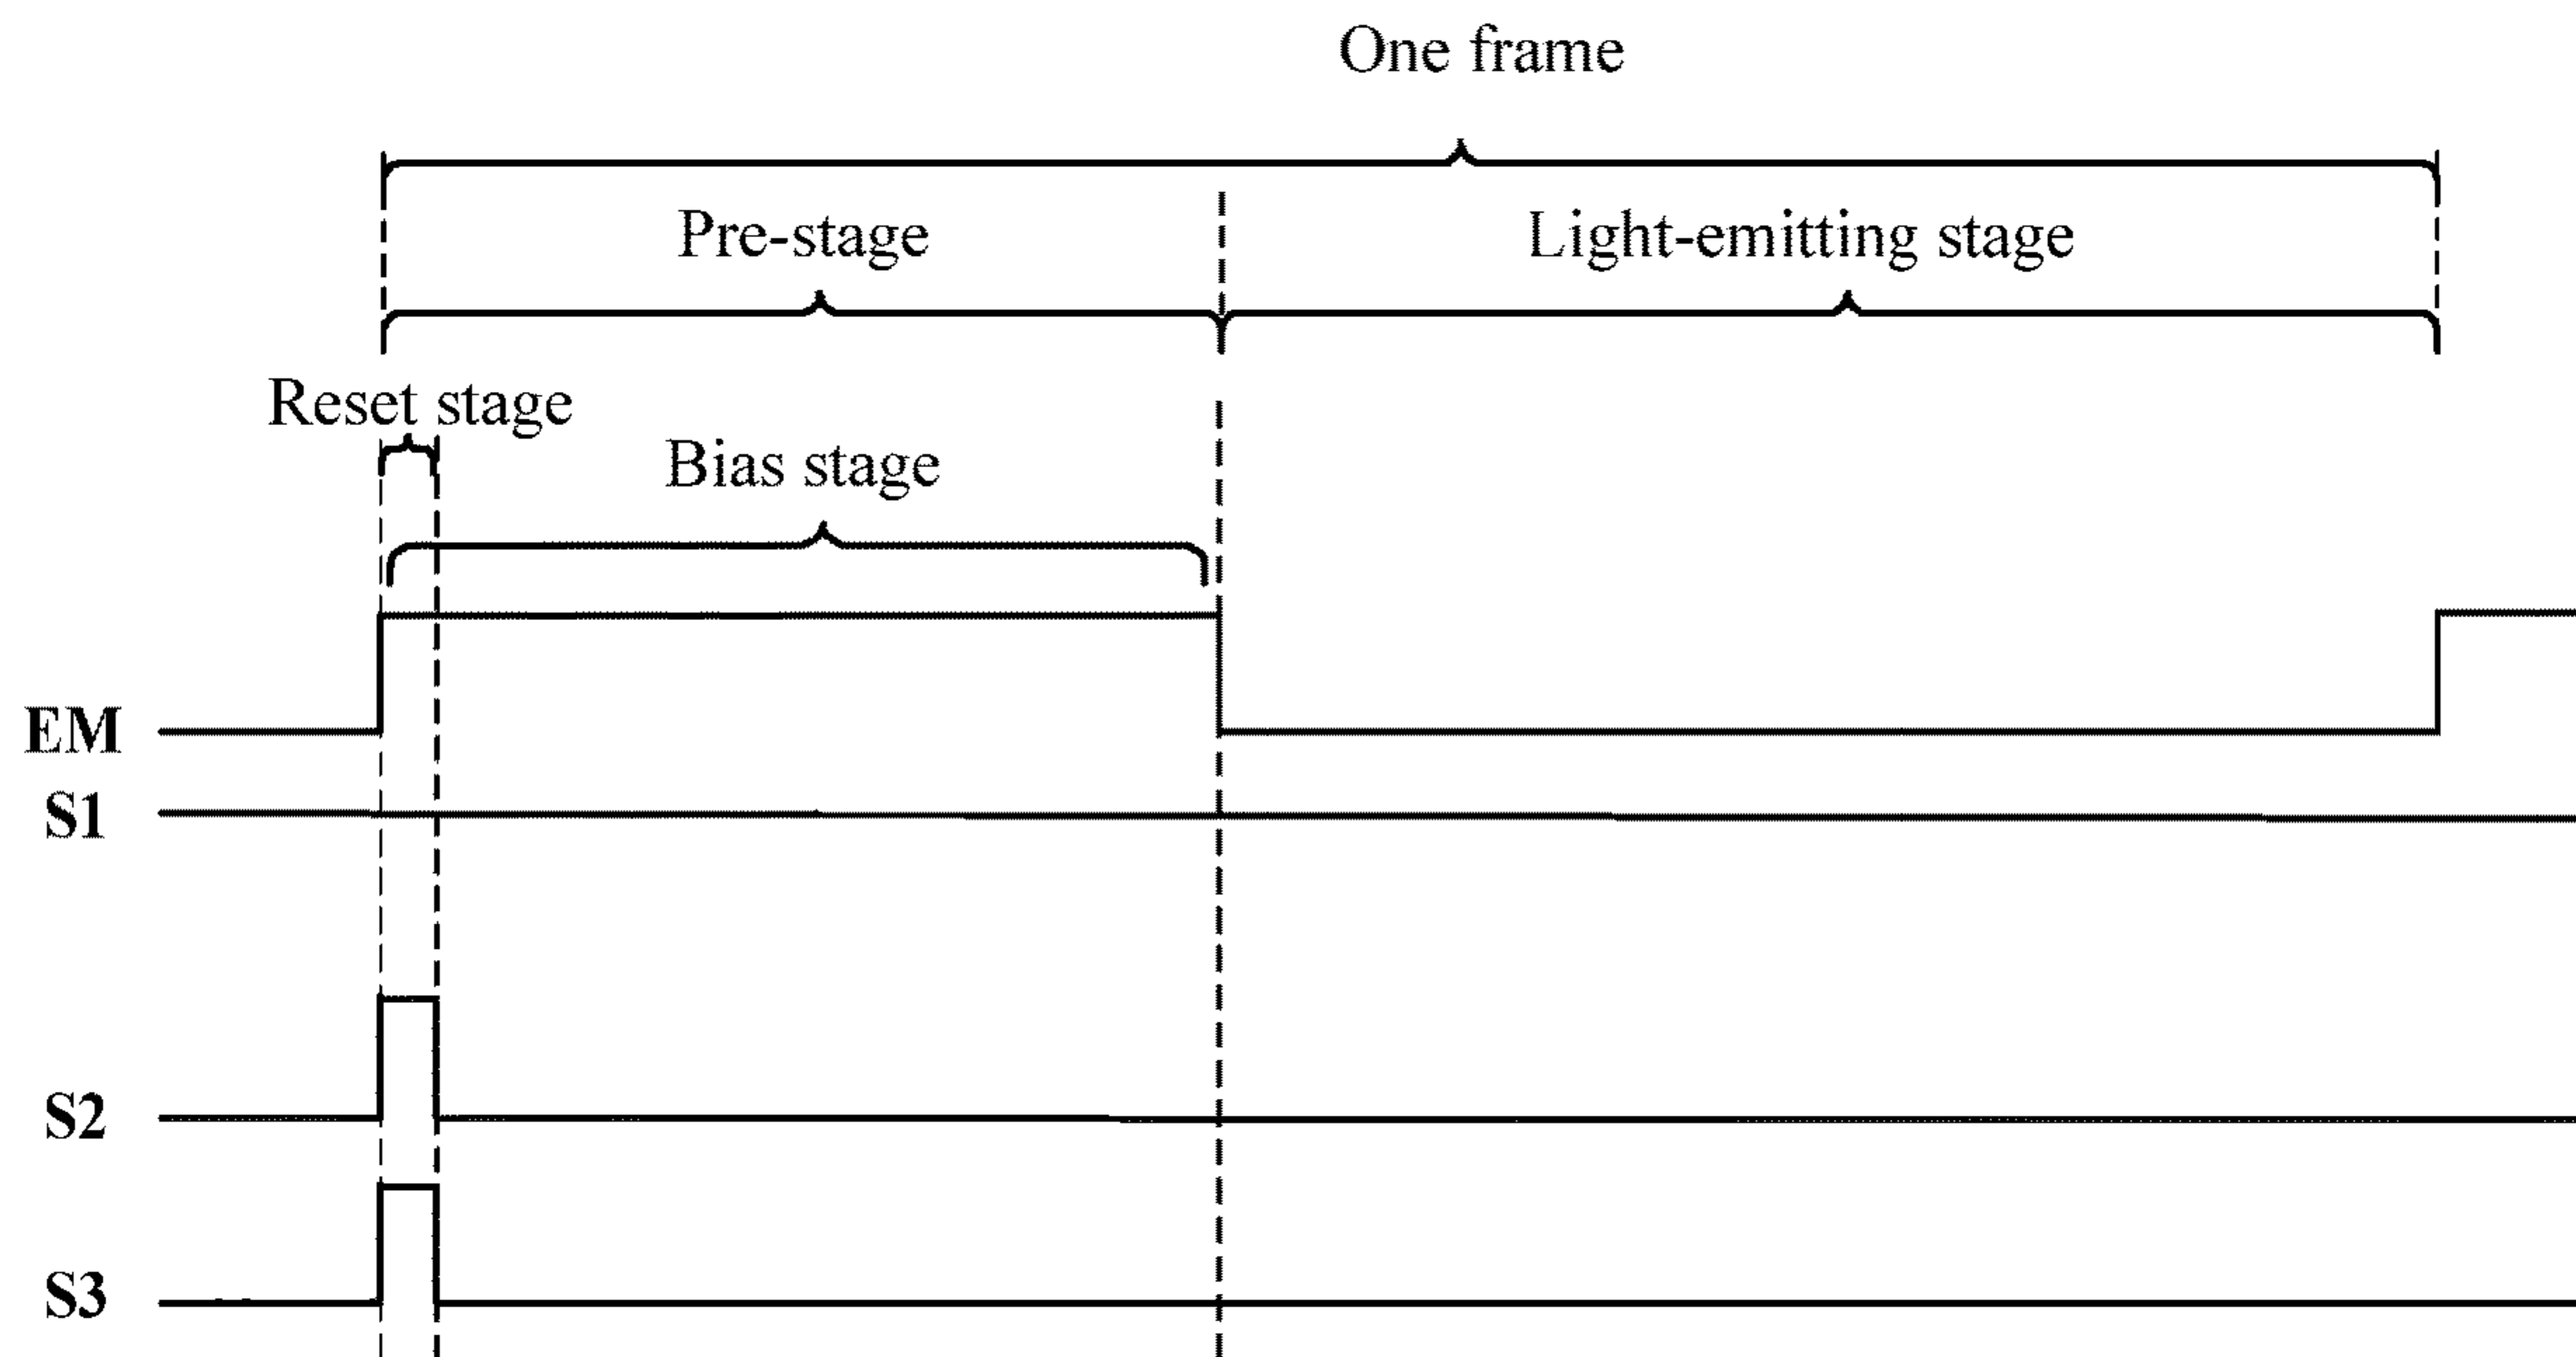 One frame
Pre-stage
Light-emitting stage
Reset stage
Bias stage
EM
S1
S2
S3